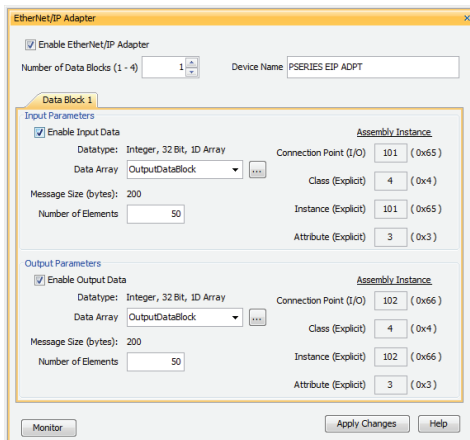 EtherNet/IP Adapter
Enable EtherNet/IP Adapter
Number of Data Blocks (1 - 4) 1 Device Name PSERIES EIP ADPT
Data Block 1
Input Parameters
Enable Input Data Assembly Instance
Datatype: Integer, 32 Bit, 1D Array Connection Point (I/O) 101 ( 0x65 )
Data Array OutputDataBlock ... Class (Explicit) 4 ( 0x4 )
Message Size (bytes): 200
Number of Elements 50 Instance (Explicit) 101 ( 0x65 )
Attribute (Explicit) 3 ( 0x3 )
Output Parameters
Enable Output Data Assembly Instance
Datatype: Integer, 32 Bit, 1D Array Connection Point (I/O) 102 ( 0x66 )
Data Array OutputDataBlock ... Class (Explicit) 4 ( 0x4 )
Message Size (bytes): 200
Number of Elements 50 Instance (Explicit) 102 ( 0x66 )
Attribute (Explicit) 3 ( 0x3 )
Monitor Apply Changes Help